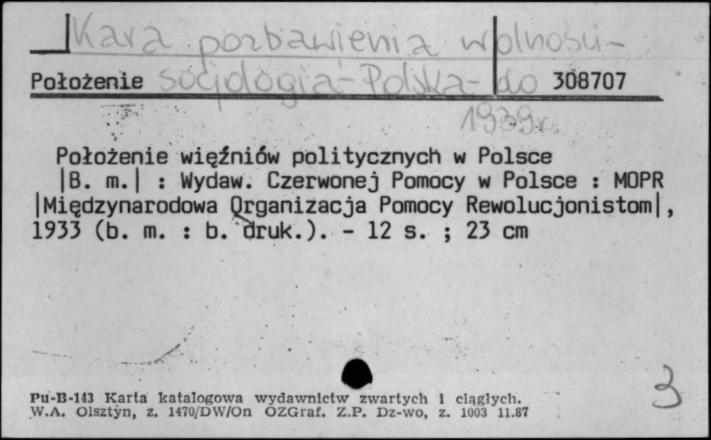 Kara pozbawienia wolności-
Położenie socjologia-Polska-do 308707
1939r.
Położenie więźniów politycznych w Polsce
|B. m.| : Wydaw. Czerwonej Pomocy w Polsce : MOPR
|Międzynarodowa Organizacja Pomocy Rewolucjonistom|,
1933 (b. m. : b. druk.). - 12 s. ; 23 cm
3
Pu-B-143 Karta katalogowa wydawnictw zwartych i ciągłych.
W.A. Olsztyn, z. 1470/DW/On OZGraf. Z.P. Dz-wo, z. 1003 11.87